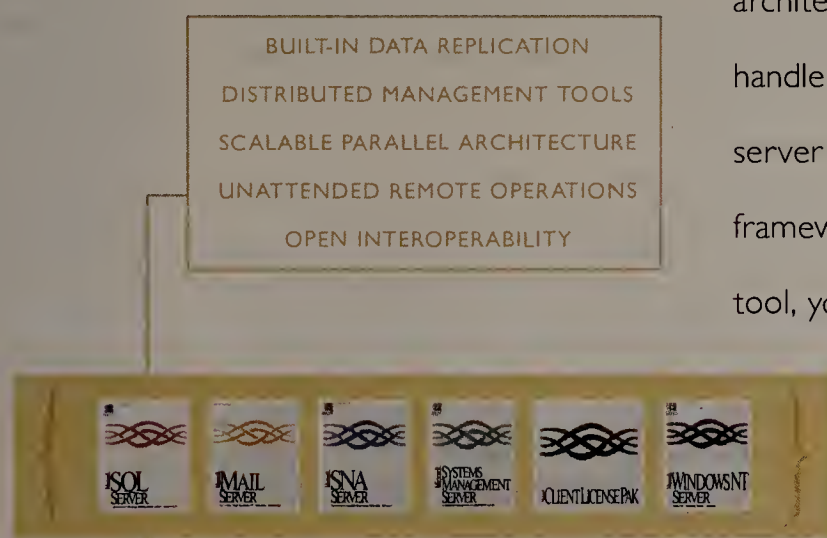 BUILT-IN DATA REPLICATION
DISTRIBUTED MANAGEMENT TOOLS
SCALABLE PARALLEL ARCHITECTURE
UNATTENDED REMOTE OPERATIONS
OPEN INTEROPERABILITY
handle
server
tool,
SQL
SERVER
MAIL
SERVER
SNA
SERVER
SYSTEMS
MANAGEMENT
SERVER
CLIENT LICENSE PAK
WINDOWS NT
SERVER